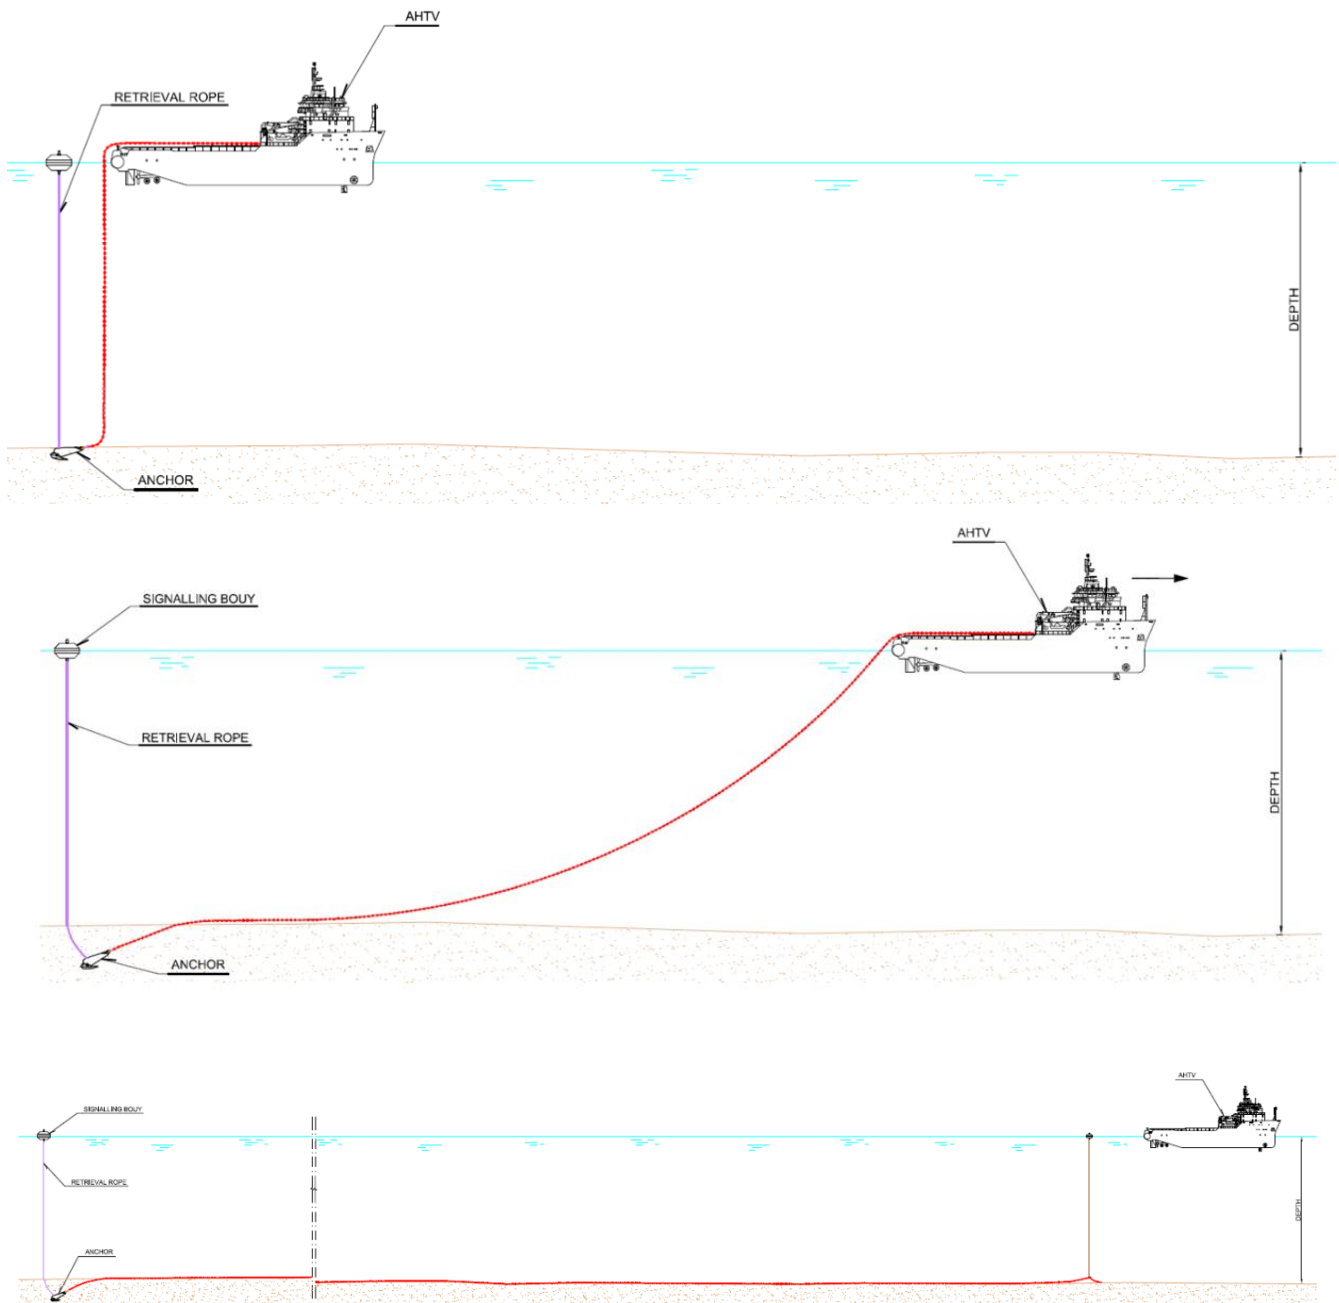 AHTV
RETRIEVAL ROPE
DEPTH
ANCHOR
AHTV
SIGNALLING BOUY
RETRIEVAL ROPE
DEPTH
ANCHOR
AHTV
SIGNALLING BOUY
RETRIEVAL ROPE
DEPTH
ANCHOR